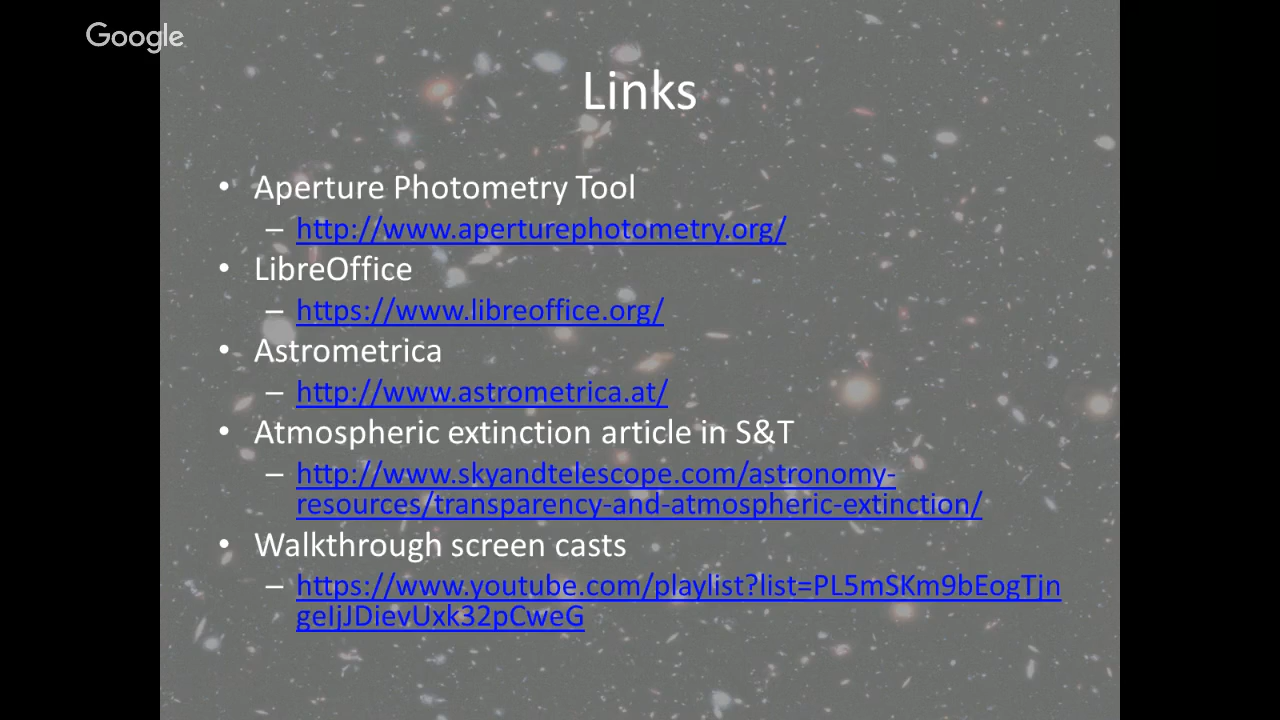 Google
Links
• Aperture Photometry Tool
– http://www.aperturephotometry.org/
• LibreOffice
– https://www.libreoffice.org/
• Astrometrica
– http://www.astrometrica.at/
• Atmospheric extinction article in S&T
– http://www.skyandtelescope.com/astronomy-
resources/transparency-and-atmospheric-extinction/
• Walkthrough screen casts
– https://www.youtube.com/playlist?list=PL5mSKm9bEogTjn
geIjJJDievUxk32pCweG